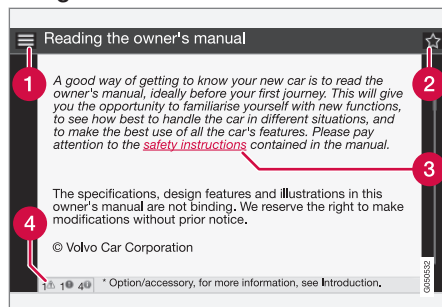 Reading the owner's manual
1
2
A good way of getting to know your new car is to read the
owner's manual, ideally before your first journey. This will give
you the opportunity to familiarise yourself with new functions,
to see how best to handle the car in different situations, and
to make the best use of all the car's features. Please pay
attention to the safety instructions contained in the manual.
3
The specifications, design features and illustrations in this
owner's manual are not binding. We reserve the right to make
modifications without prior notice.
4
© Volvo Car Corporation
1 1 4 * Option/accessory, for more information, see Introduction.
G050532